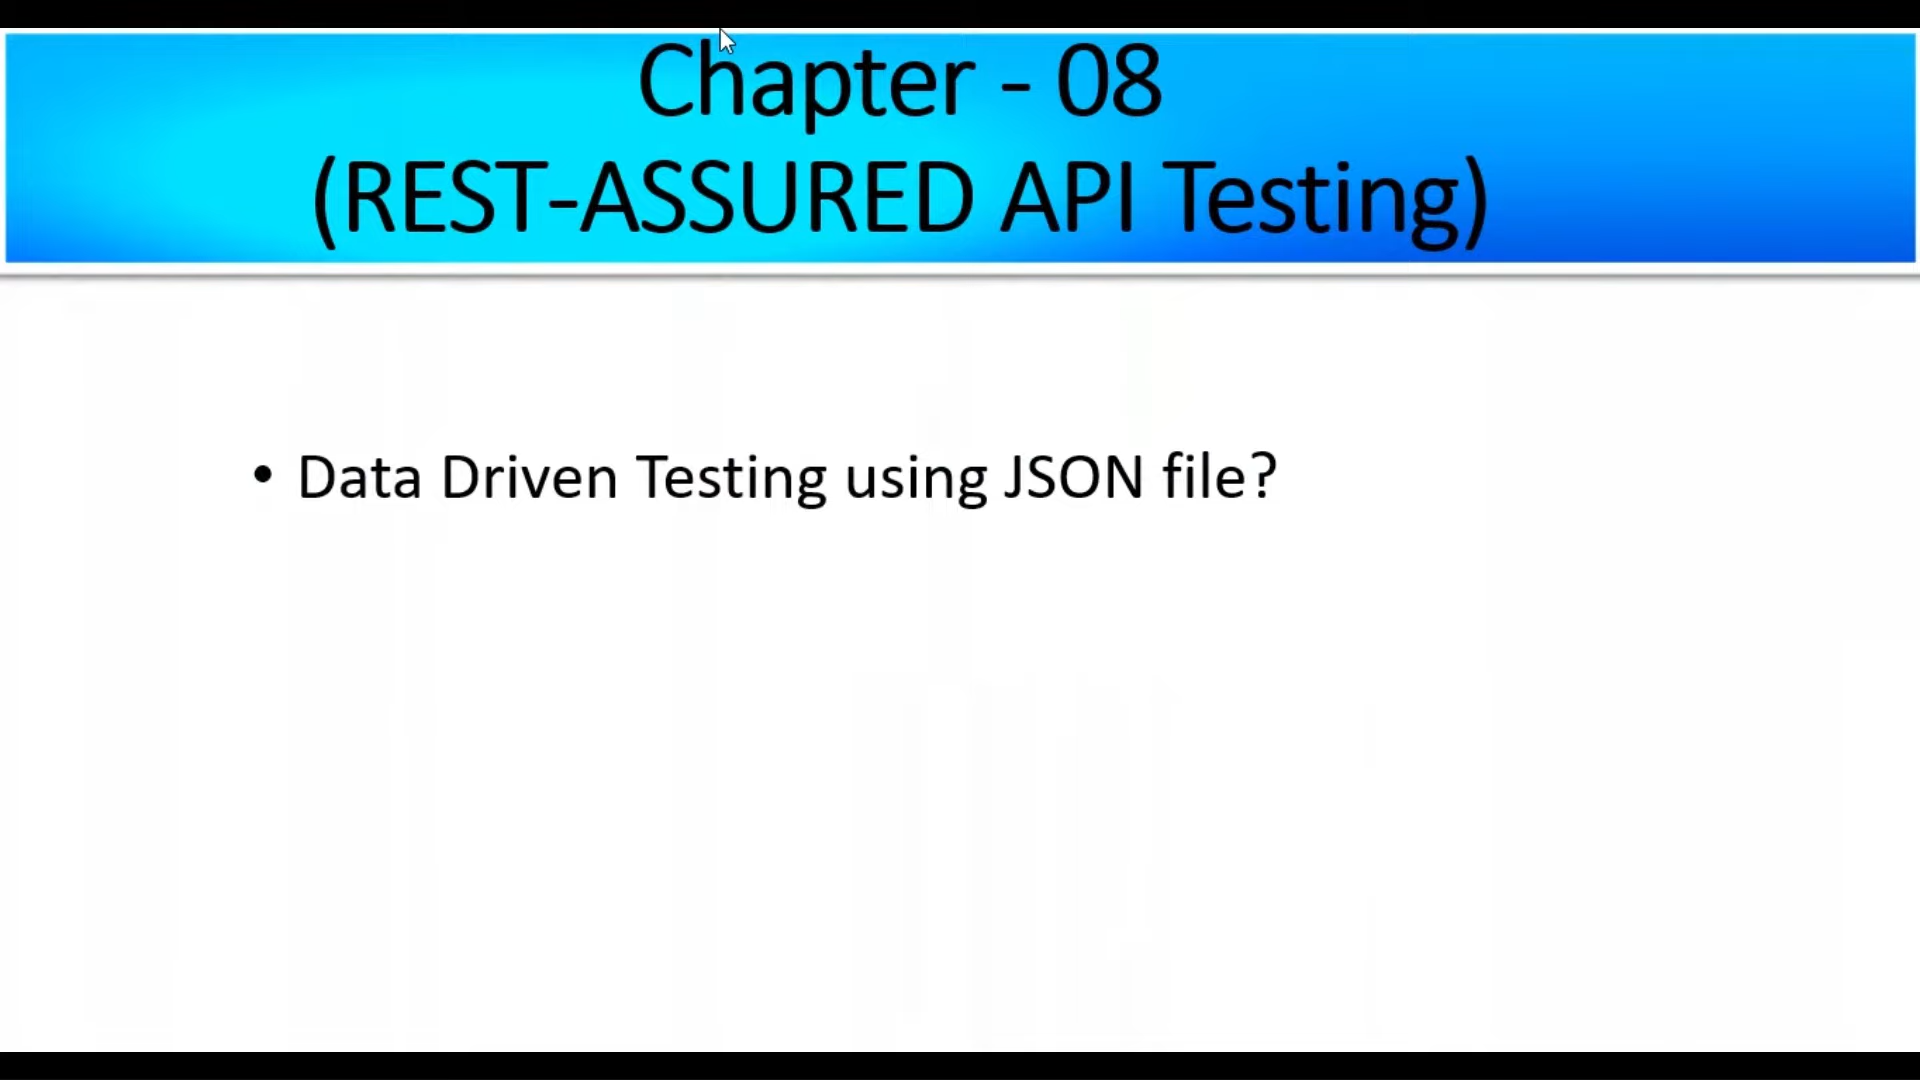 Chapter - 08
(REST-ASSURED API Testing)
• Data Driven Testing using JSON file?